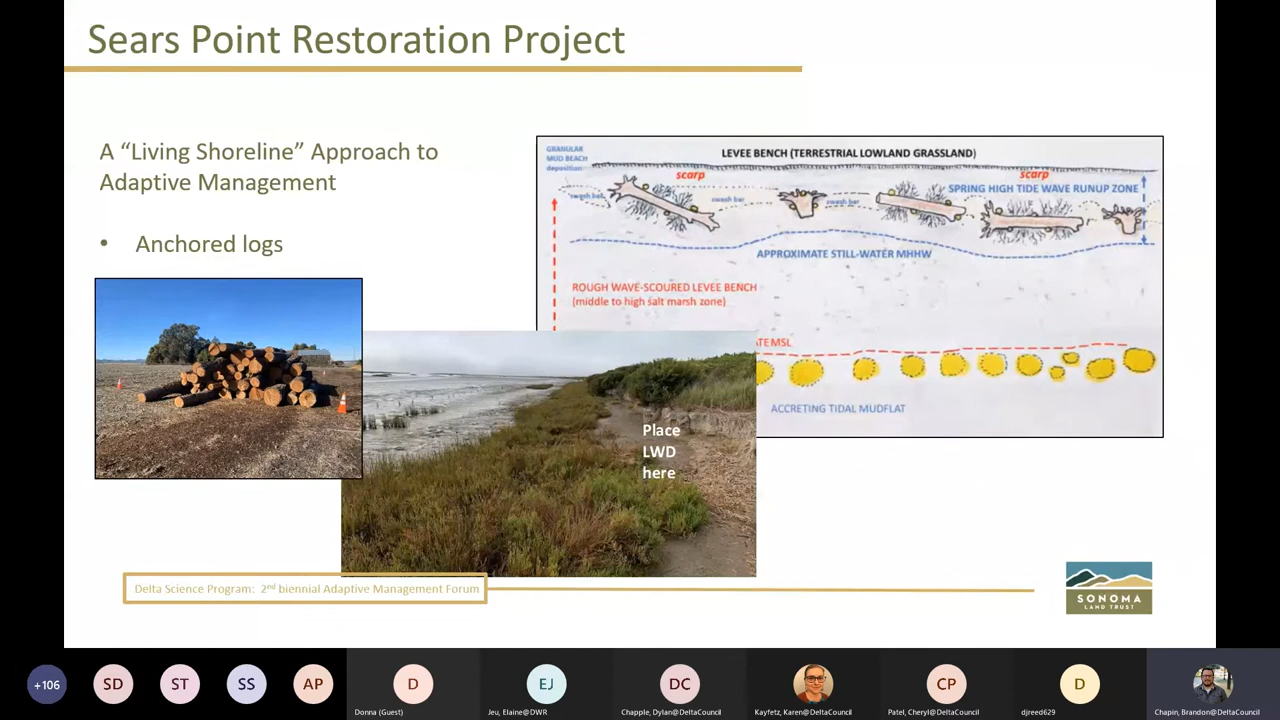 Sears Point Restoration Project
A “Living Shoreline” Approach to
Adaptive Management
• Anchored logs
GRANULAR
MUD BEACH
deposition
LEVEE BENCH (TERRESTRIAL LOWLAND GRASSLAND)
scarp
scarp
SPRING HIGH TIDE WAVE RUNUP ZONE
swash bar
swash bar
swash bar
APPROXIMATE STILL-WATER MHHW
ROUGH WAVE-SCOURED LEVEE BENCH
(middle to high salt marsh zone)
ATE MSL
ACCRETING TIDAL MUDFLAT
Place
LWD
here
Delta Science Program: 2nd biennial Adaptive Management Forum
SONOMA
LAND TRUST
+106
SD
ST
SS
AP
D
EJ
DC
CP
D
Donna (Guest)
Jeu, Elaine@DWR
Chapple, Dylan@DeltaCouncil
Kayfetz, Karen@DeltaCouncil
Patel, Cheryl@DeltaCouncil
djreed629
Chapin, Brandon@DeltaCouncil